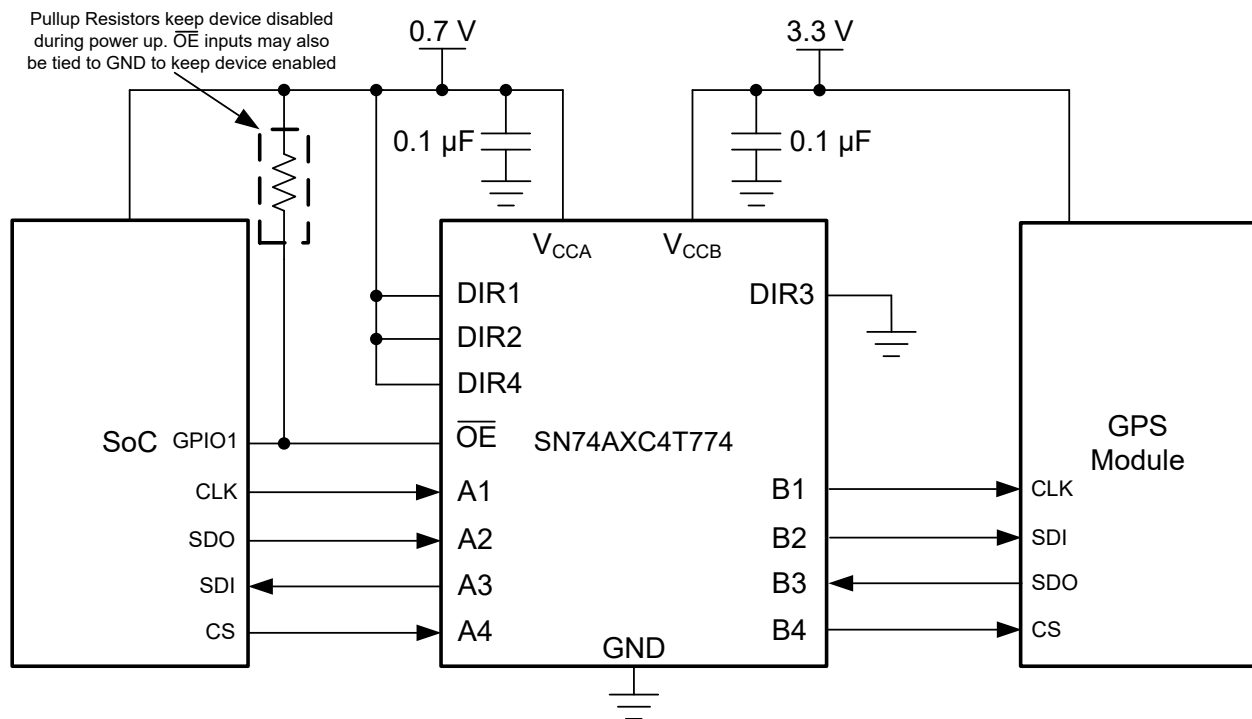 Pullup Resistors keep device disabled
during power up. O̅E̅ inputs may also
be tied to GND to keep device enabled
0.7 V
3.3 V
0.1 µF
0.1 µF
VCCA
VCCB
DIR1
DIR3
DIR2
DIR4
SoC
GPIO1
O̅E̅
SN74AXC4T774
GPS
Module
CLK
A1
B1
CLK
SDO
A2
B2
SDI
SDI
A3
B3
SDO
CS
A4
B4
CS
GND